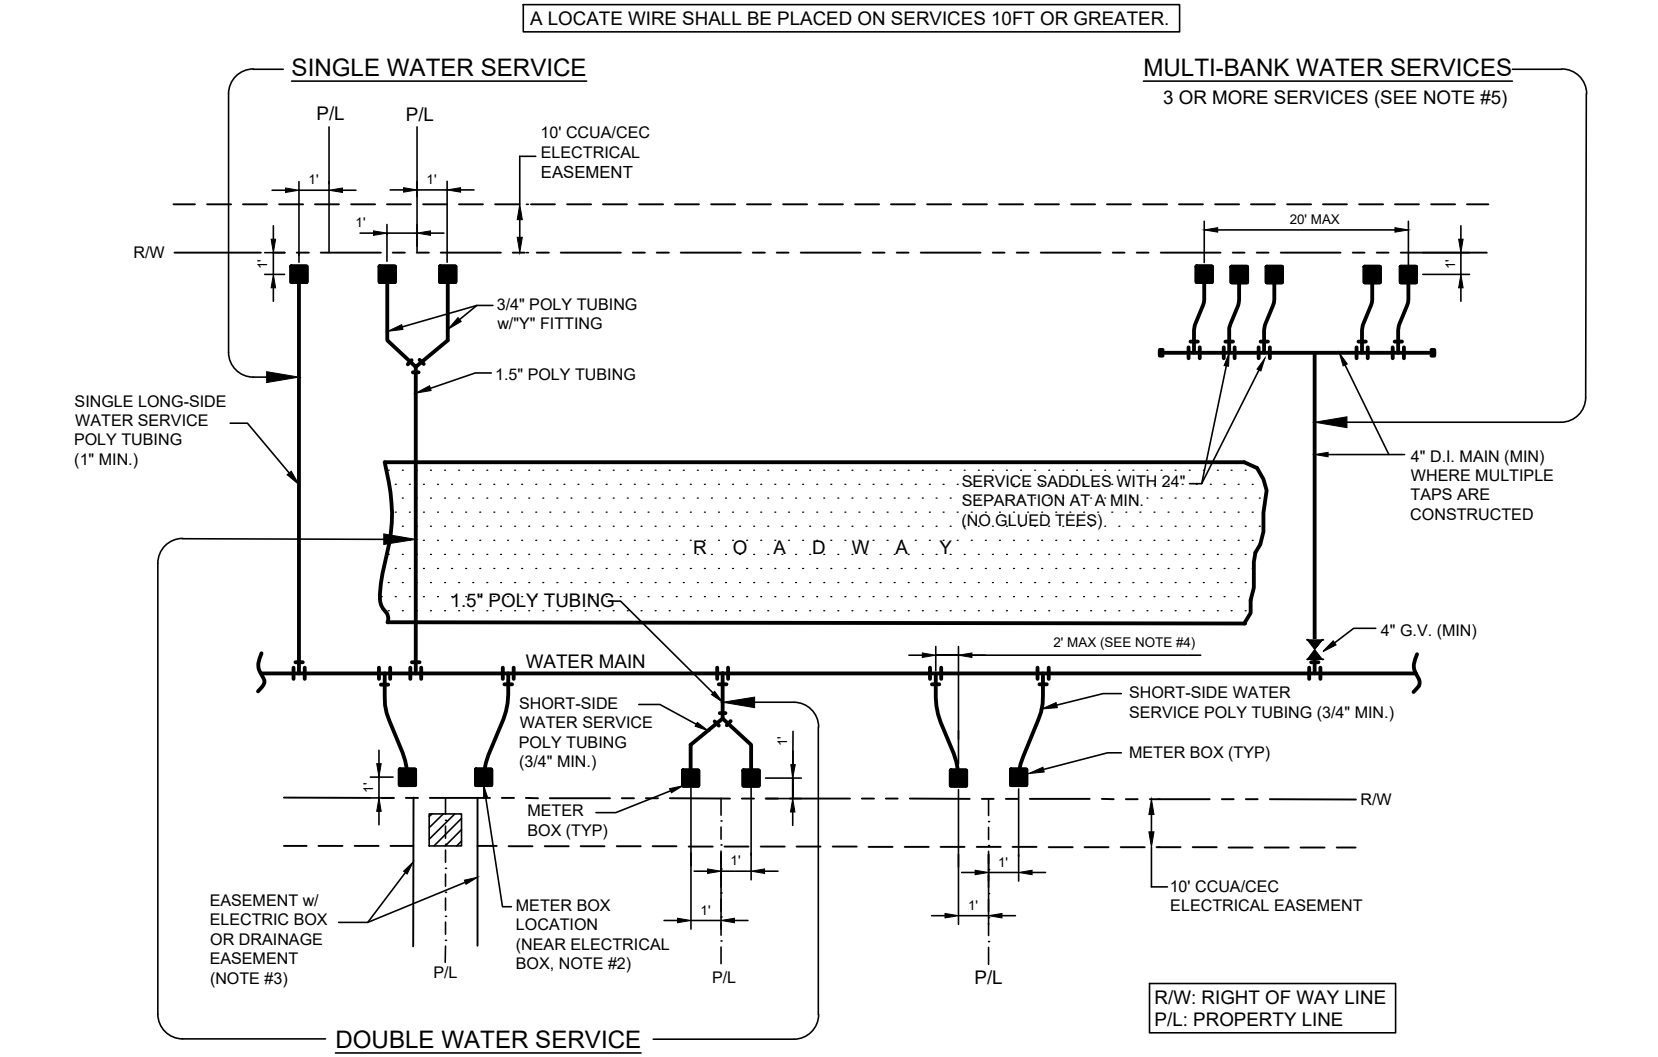 A LOCATE WIRE SHALL BE PLACED ON SERVICES 10FT OR GREATER.
SINGLE WATER SERVICE
MULTI-BANK WATER SERVICES
3 OR MORE SERVICES (SEE NOTE #5)
P/L
P/L
10' CCUA/CEC
ELECTRICAL
EASEMENT
1'
1'
1'
20' MAX
R/W
1'
1'
3/4" POLY TUBING
w/"Y" FITTING
1.5" POLY TUBING
SINGLE LONG-SIDE
WATER SERVICE
POLY TUBING
(1" MIN.)
4" D.I. MAIN (MIN)
WHERE MULTIPLE
TAPS ARE
CONSTRUCTED
SERVICE SADDLES WITH 24"
SEPARATION AT A MIN.
(NO GLUED TEES)
R O A D W A Y
1.5" POLY TUBING
4" G.V. (MIN)
2' MAX (SEE NOTE #4)
WATER MAIN
SHORT-SIDE
WATER SERVICE
POLY TUBING
(3/4" MIN.)
SHORT-SIDE WATER
SERVICE POLY TUBING (3/4" MIN.)
1'
METER BOX (TYP)
1'
METER
BOX (TYP)
R/W
1'
1'
10' CCUA/CEC
ELECTRICAL EASEMENT
EASEMENT w/
ELECTRIC BOX
OR DRAINAGE
EASEMENT
(NOTE #3)
METER BOX
LOCATION
(NEAR ELECTRICAL
BOX, NOTE #2)
1'
1'
P/L
P/L
P/L
R/W: RIGHT OF WAY LINE
P/L: PROPERTY LINE
DOUBLE WATER SERVICE